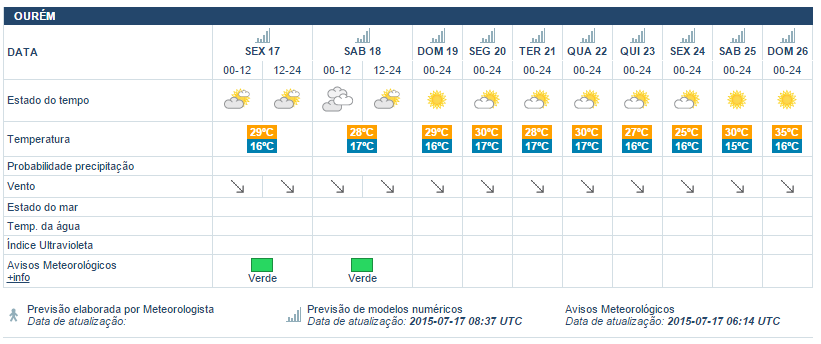 OURÉM
DATA SEX 17 SAB 18 DOM 19 SEG 20 TER 21 QUA 22 QUI 23 SEX 24 SAB 25 DOM 26
00-12 12-24 00-12 12-24 00-24 00-24 00-24 00-24 00-24 00-24 00-24 00-24
Estado do tempo
Temperatura 29ºC 28ºC 29ºC 30ºC 28ºC 30ºC 27ºC 25ºC 30ºC 35ºC
16ºC 17ºC 16ºC 17ºC 17ºC 17ºC 16ºC 16ºC 15ºC 16ºC
Probabilidade precipitação
Vento
Estado do mar
Temp. da água
Índice Ultravioleta
Avisos Meteorológicos
+info Verde Verde
Previsão elaborada por Meteorologista Previsão de modelos numéricos Avisos Meteorológicos
Data de atualização: Data de atualização: 2015-07-17 08:37 UTC Data de atualização: 2015-07-17 06:14 UTC